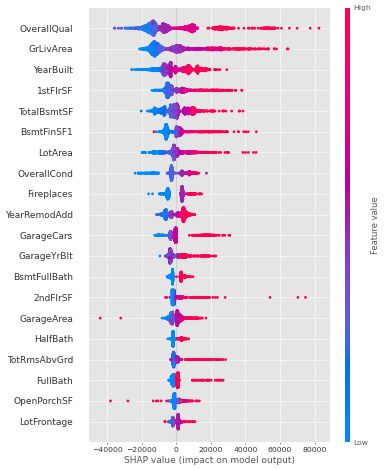 High
OverallQual
GrLivArea
YearBuilt
1stFlrSF
TotalBsmtSF
BsmtFinSF1
LotArea
OverallCond
Fireplaces
YearRemodAdd
GarageCars
GarageYrBlt
BsmtFullBath
2ndFlrSF
GarageArea
HalfBath
TotRmsAbvGrd
FullBath
OpenPorchSF
LotFrontage
Feature value
Low
−40000 −20000 0 20000 40000 60000 80000
SHAP value (impact on model output)